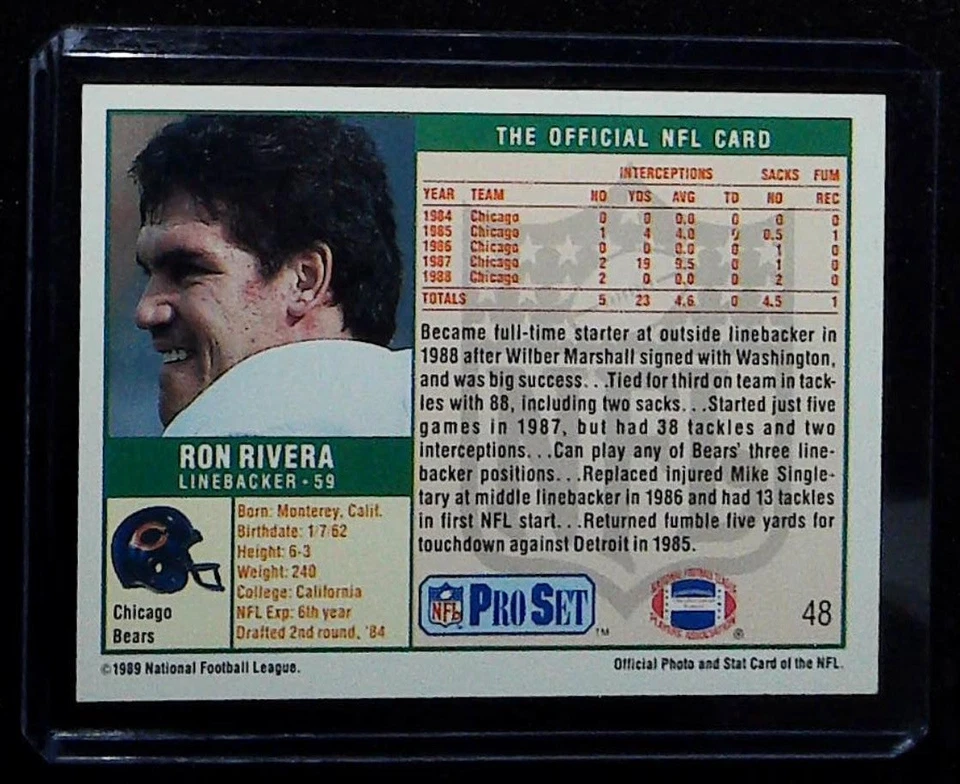 THE OFFICIAL NFL CARD
INTERCEPTIONS SACKS FUM
YEAR TEAM NO YDS AVG TD NO REC
1984 Chicago 0 0 0.0 0 0 0
1985 Chicago 1 4 4.0 0 0.5 1
1986 Chicago 0 0 0.0 0 1 0
1987 Chicago 2 19 9.5 0 1 0
1988 Chicago 2 0 0.0 0 2 0
TOTALS 5 23 4.6 0 4.5 1
Became full-time starter at outside linebacker in
1988 after Wilber Marshall signed with Washington,
and was big success. . .Tied for third on team in tack-
les with 88, including two sacks. . .Started just five
games in 1987, but had 38 tackles and two
interceptions. . .Can play any of Bears' three line-
backer positions. . .Replaced injured Mike Single-
tary at middle linebacker in 1986 and had 13 tackles
in first NFL start. . .Returned fumble five yards for
touchdown against Detroit in 1985.
RON RIVERA
LINEBACKER • 59
Born: Monterey, Calif.
Birthdate: 1/7/62
Height: 6-3
Weight: 240
College: California
NFL Exp: 6th year
Drafted 2nd round, '84
Chicago
Bears
NFL PRO SET TM
NATIONAL FOOTBALL LEAGUE
PLAYERS ASSOCIATION ®
48
©1989 National Football League.
Official Photo and Stat Card of the NFL.